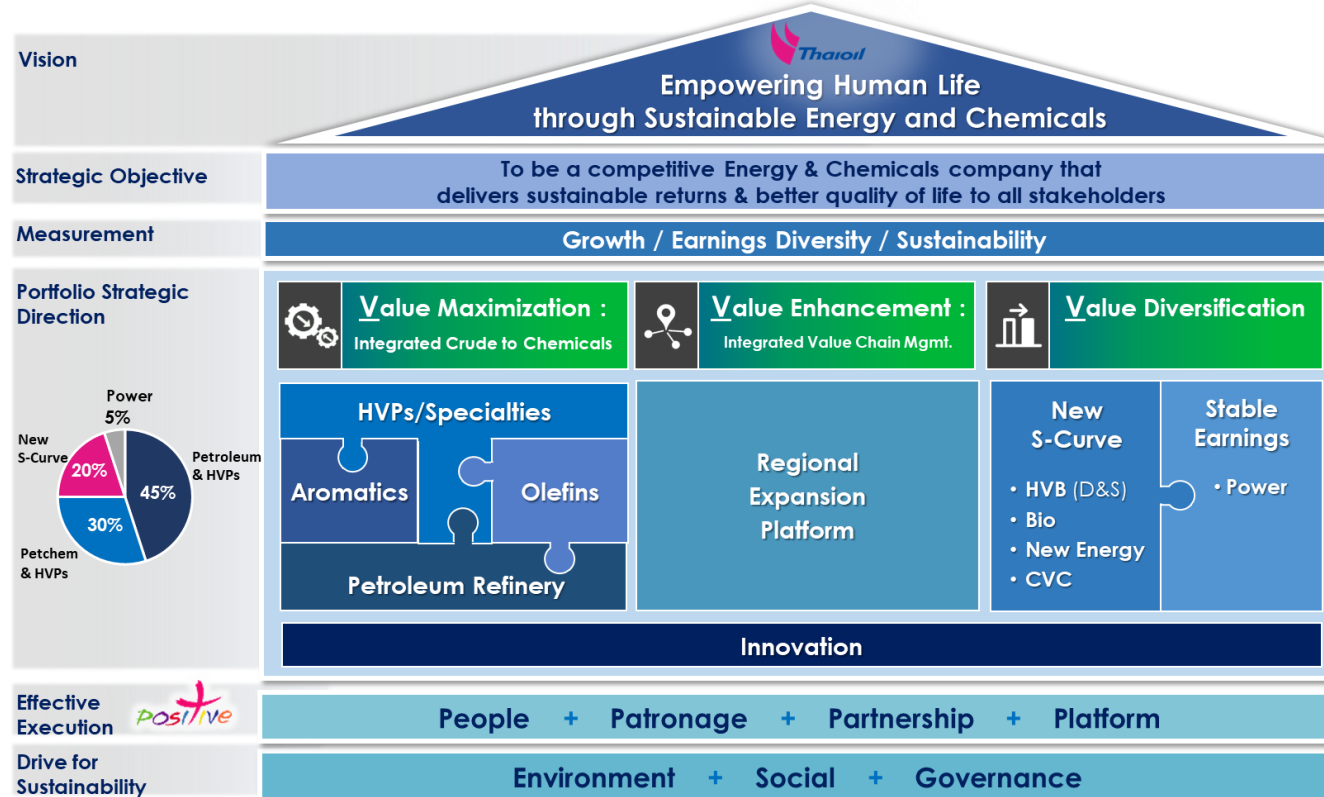 Vision
Thaioil
Empowering Human Life
through Sustainable Energy and Chemicals
Strategic Objective
To be a competitive Energy & Chemicals company that
delivers sustainable returns & better quality of life to all stakeholders
Measurement
Growth / Earnings Diversity / Sustainability
Portfolio Strategic
Direction
Power
5%
New
S-Curve
20%
Petroleum
& HVPs
45%
30%
Petchem
& HVPs
Value Maximization :
Integrated Crude to Chemicals
HVPs/Specialties
Aromatics
Olefins
Petroleum Refinery
Value Enhancement :
Integrated Value Chain Mgmt.
Regional
Expansion
Platform
Value Diversification
New
S-Curve
• HVB (D&S)
• Bio
• New Energy
• CVC
Stable
Earnings
• Power
Innovation
Effective
Execution
POSITIVE
People + Patronage + Partnership + Platform
Drive for
Sustainability
Environment + Social + Governance